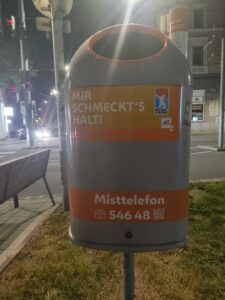 MIR
SCHMECKT'S
HALT!
Misttelefon
546 48